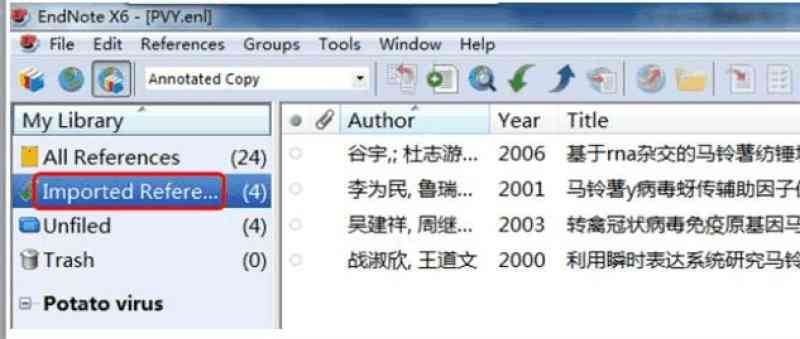 EndNote X6 - [PVY.enl]
File Edit References Groups Tools Window Help
Annotated Copy
My Library
All References (24)
Imported Refere... (4)
Unfiled (4)
Trash (0)
Potato virus
Author Year Title
谷宇,; 杜志游... 2006 基于rna杂交的马铃薯纺锤
李为民, 鲁瑞... 2001 马铃薯y病毒蚜传辅助因子
吴建祥, 周继... 2003 转禽冠状病毒免疫原基因马
战淑欣, 王道文 2000 利用瞬时表达系统研究马铃